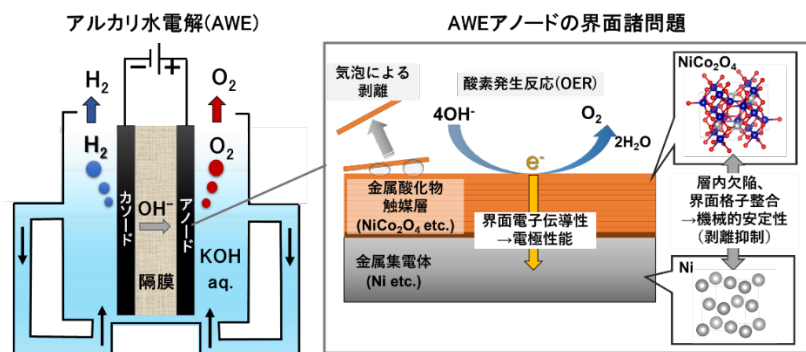 アルカリ水電解(AWE)
H₂
O₂
－
+
H₂
O₂
カソード
OH⁻
アノード
隔膜
KOH
aq.
AWEアノードの界面諸問題
気泡による
剥離
酸素発生反応(OER)
4OH⁻
O₂
2H₂O
e⁻
金属酸化物
触媒層
(NiCo₂O₄ etc.)
界面電子伝導性
→電極性能
金属集電体
(Ni etc.)
NiCo₂O₄
層内欠陥、
界面格子整合
→機械的安定性
(剥離抑制)
Ni